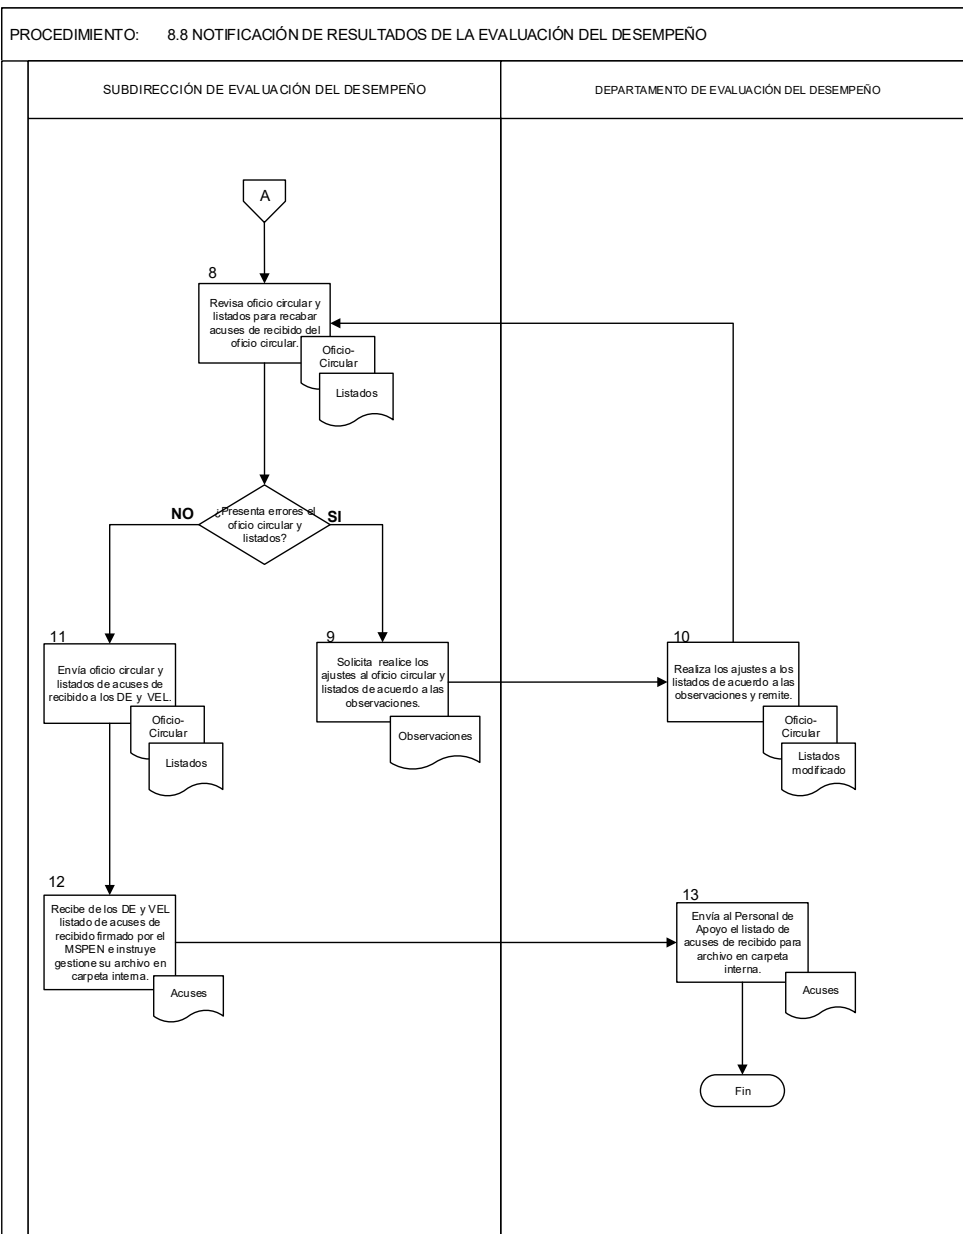 PROCEDIMIENTO: 8.8 NOTIFICACIÓN DE RESULTADOS DE LA EVALUACIÓN DEL DESEMPEÑO
SUBDIRECCIÓN DE EVALUACIÓN DEL DESEMPEÑO
DEPARTAMENTO DE EVALUACIÓN DEL DESEMPEÑO
A
8
Revisa oficio circular y
listados para recabar
acuses de recibido del
oficio circular.
Oficio-
Circular
Listados
¿Presenta errores el
oficio circular y
listados?
NO
SI
11
Envía oficio circular y
listados de acuses de
recibido a los DE y VEL.
Oficio-
Circular
Listados
9
Solicita realice los
ajustes al oficio circular y
listados de acuerdo a las
observaciones.
Observaciones
10
Realiza los ajustes a los
listados de acuerdo a las
observaciones y remite.
Oficio-
Circular
Listados
modificado
12
Recibe de los DE y VEL
listado de acuses de
recibido firmado por el
MSPEN e instruye
gestione su archivo en
carpeta interna.
Acuses
13
Envía al Personal de
Apoyo el listado de
acuses de recibido para
archivo en carpeta
interna.
Acuses
Fin